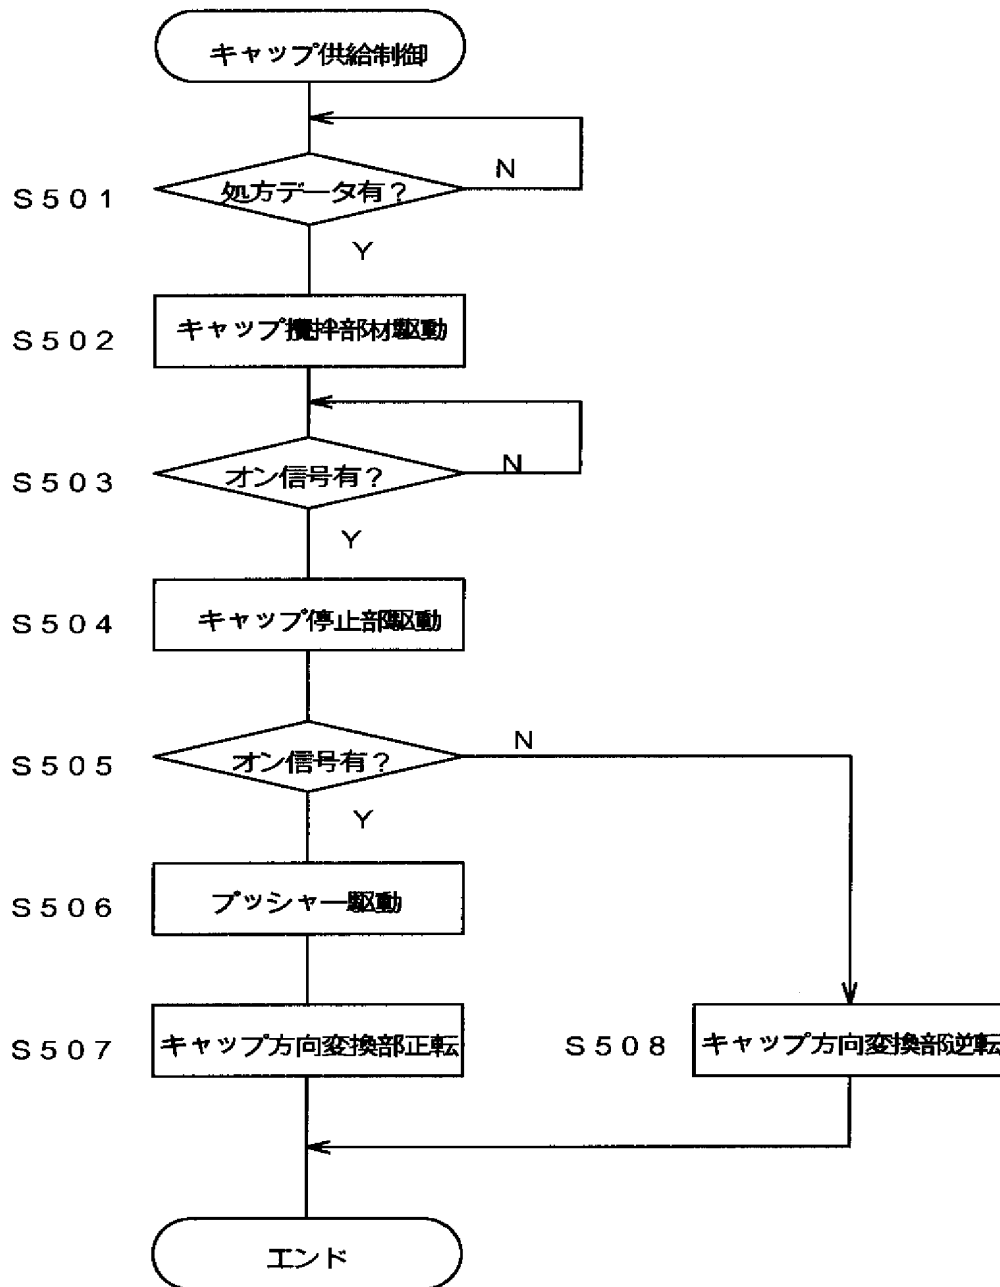 キャップ供給制御
N
S501
処方データ有?
Y
S502
キャップ攪拌部材駆動
N
S503
オン信号有?
Y
S504
キャップ停止部駆動
N
S505
オン信号有?
Y
S506
プッシャー駆動
S507
キャップ方向変換部正転
S508
キャップ方向変換部逆転
エンド